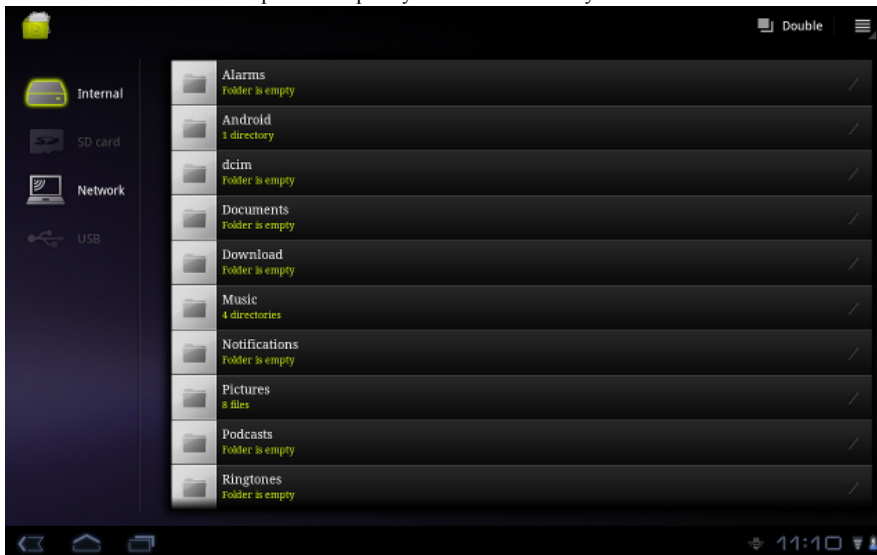 Double
Internal
SD card
Network
USB
Alarms
Folder is empty
Android
1 directory
dcim
Folder is empty
Documents
Folder is empty
Download
Folder is empty
Music
4 directories
Notifications
Folder is empty
Pictures
8 files
Podcasts
Folder is empty
Ringtones
Folder is empty
11:10